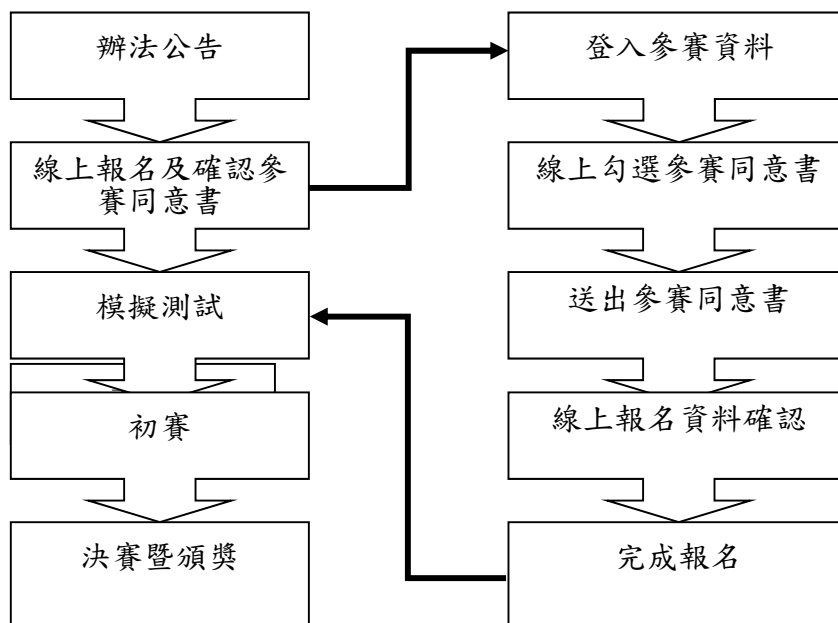 辦法公告
線上報名及確認參
賽同意書
模擬測試
初賽
決賽暨頒獎
登入參賽資料
線上勾選參賽同意書
送出參賽同意書
線上報名資料確認
完成報名